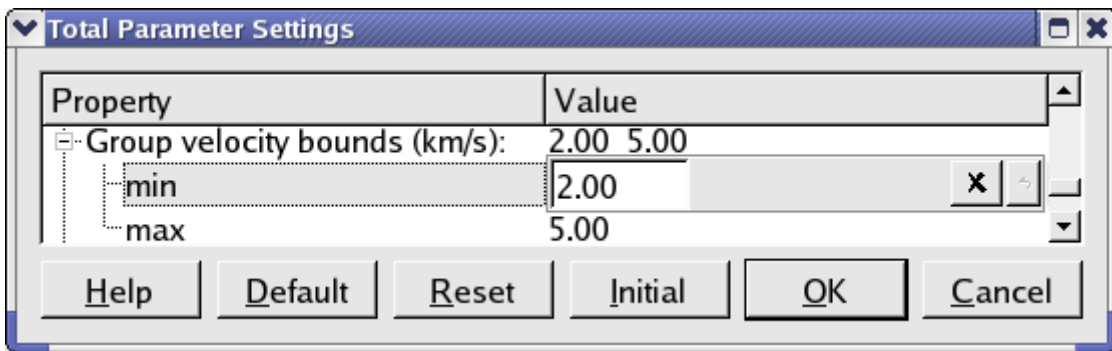 Total Parameter Settings
Property Value
Group velocity bounds (km/s): 2.00 5.00
min 2.00
max 5.00
Help Default Reset Initial OK Cancel